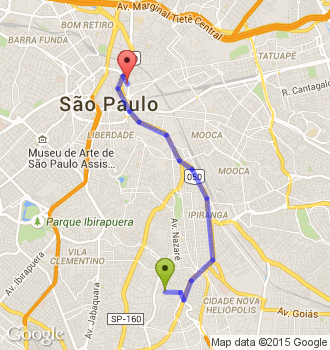 Av. Marginal Tietê Central
BOM RETIRO
BARRA FUNDA
TATUAPÉ
R. Cantagalo
São Paulo
LIBERDADE
MOOCA
Museu de Arte de
São Paulo Assis...
050
MOOCA
Parque Ibirapuera
IPIRANGA
Av. Nazaré
VILA
CLEMENTINO
Av. Ibirapuera
Av. Jabaquara
CIDADE NOVA
HELIÓPOLIS
SP-160
Av. Goiás
Google
Map data ©2015 Google